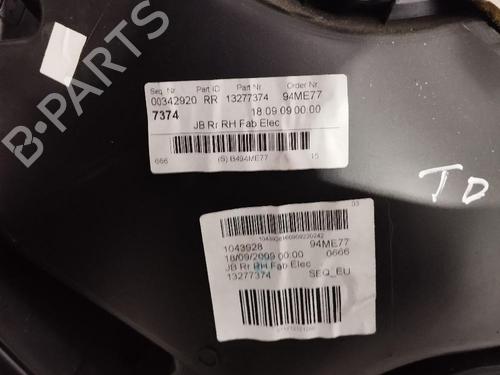 B-PARTS
Seq. Nr Part ID Part Nr Order Nr
00342920 RR 13277374 94ME77
7374 18.09.09 00:00
JB Rr RH Fab Elec
666 (S) B494ME77 15
JD
03
1043928 94ME77
18/09/2009 00:00 0666
JB Rr RH Fab Elec
13277374 SEQ_EU